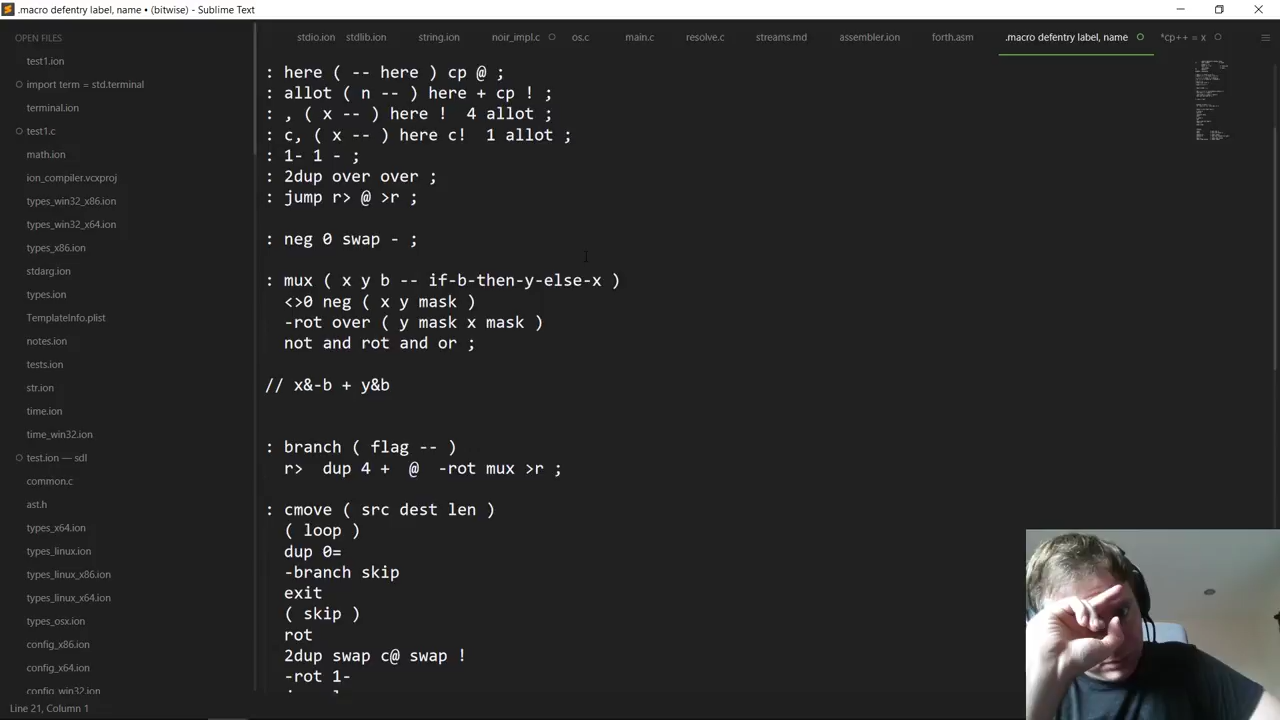 .macro defentry label, name • (bitwise) - Sublime Text
OPEN FILES
test1.ion
import term = std.terminal
terminal.ion
test1.c
math.ion
ion_compiler.vcxproj
types_win32_x86.ion
types_win32_x64.ion
types_x86.ion
stdarg.ion
types.ion
TemplateInfo.plist
notes.ion
tests.ion
str.ion
time.ion
time_win32.ion
test.ion — sdl
common.c
ast.h
types_x64.ion
types_linux.ion
types_linux_x86.ion
types_linux_x64.ion
types_osx.ion
config_x86.ion
config_x64.ion
config_win32.ion
stdio.ion stdlib.ion string.ion noir_impl.c os.c main.c resolve.c streams.md assembler.ion forth.asm .macro defentry label, name *cp++ = x
: here ( -- here ) cp @ ;
: allot ( n -- ) here + cp ! ;
: , ( x -- ) here !  4 allot ;
: c, ( x -- ) here c!  1 allot ;
: 1- 1 - ;
: 2dup over over ;
: jump r> @ >r ;
: neg 0 swap - ;
: mux ( x y b -- if-b-then-y-else-x )
<>0 neg ( x y mask )
-rot over ( y mask x mask )
not and rot and or ;
// x&-b + y&b
: branch ( flag -- )
r>  dup 4 +  @  -rot mux >r ;
: cmove ( src dest len )
( loop )
dup 0=
-branch skip
exit
( skip )
rot
2dup swap c@ swap !
-rot 1-
Line 21, Column 1